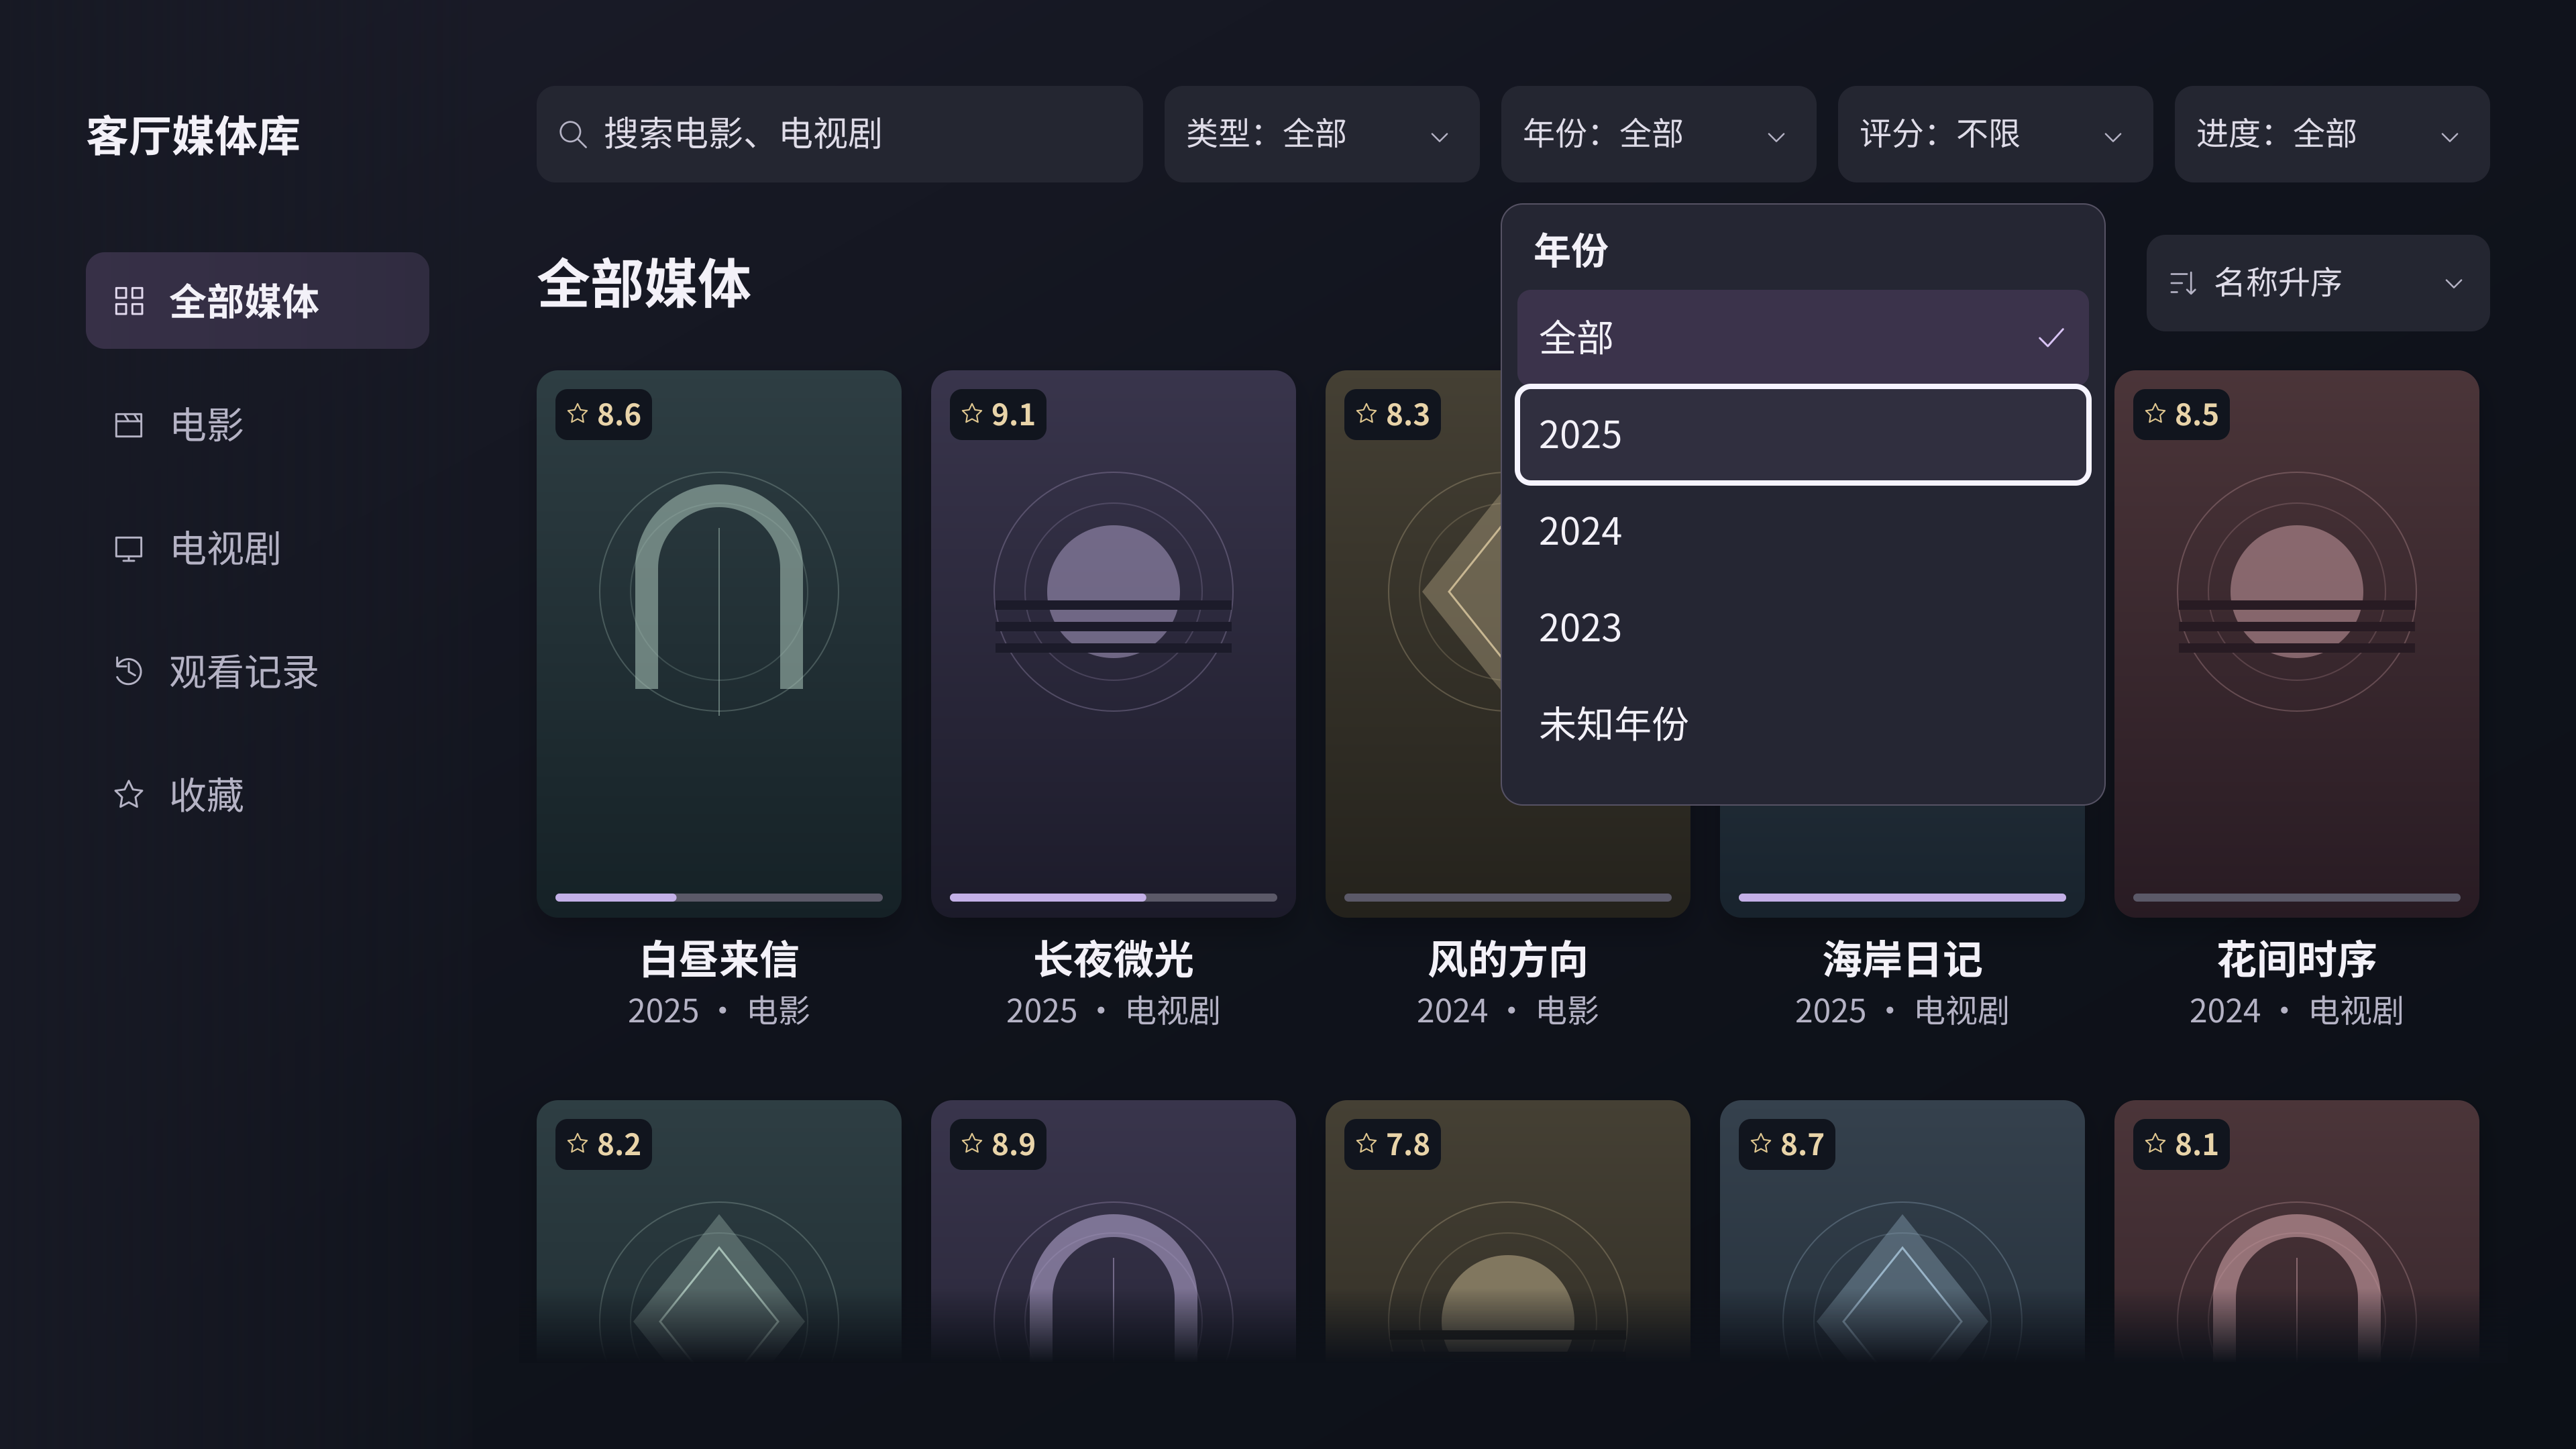 客厅媒体库
搜索电影、电视剧
类型：全部
年份：全部
评分：不限
进度：全部
全部媒体
电影
电视剧
观看记录
收藏
全部媒体
名称升序
年份
全部
2025
2024
2023
未知年份
8.6
9.1
8.3
8.5
白昼来信
2025 · 电影
长夜微光
2025 · 电视剧
风的方向
2024 · 电影
海岸日记
2025 · 电视剧
花间时序
2024 · 电视剧
8.2
8.9
7.8
8.7
8.1